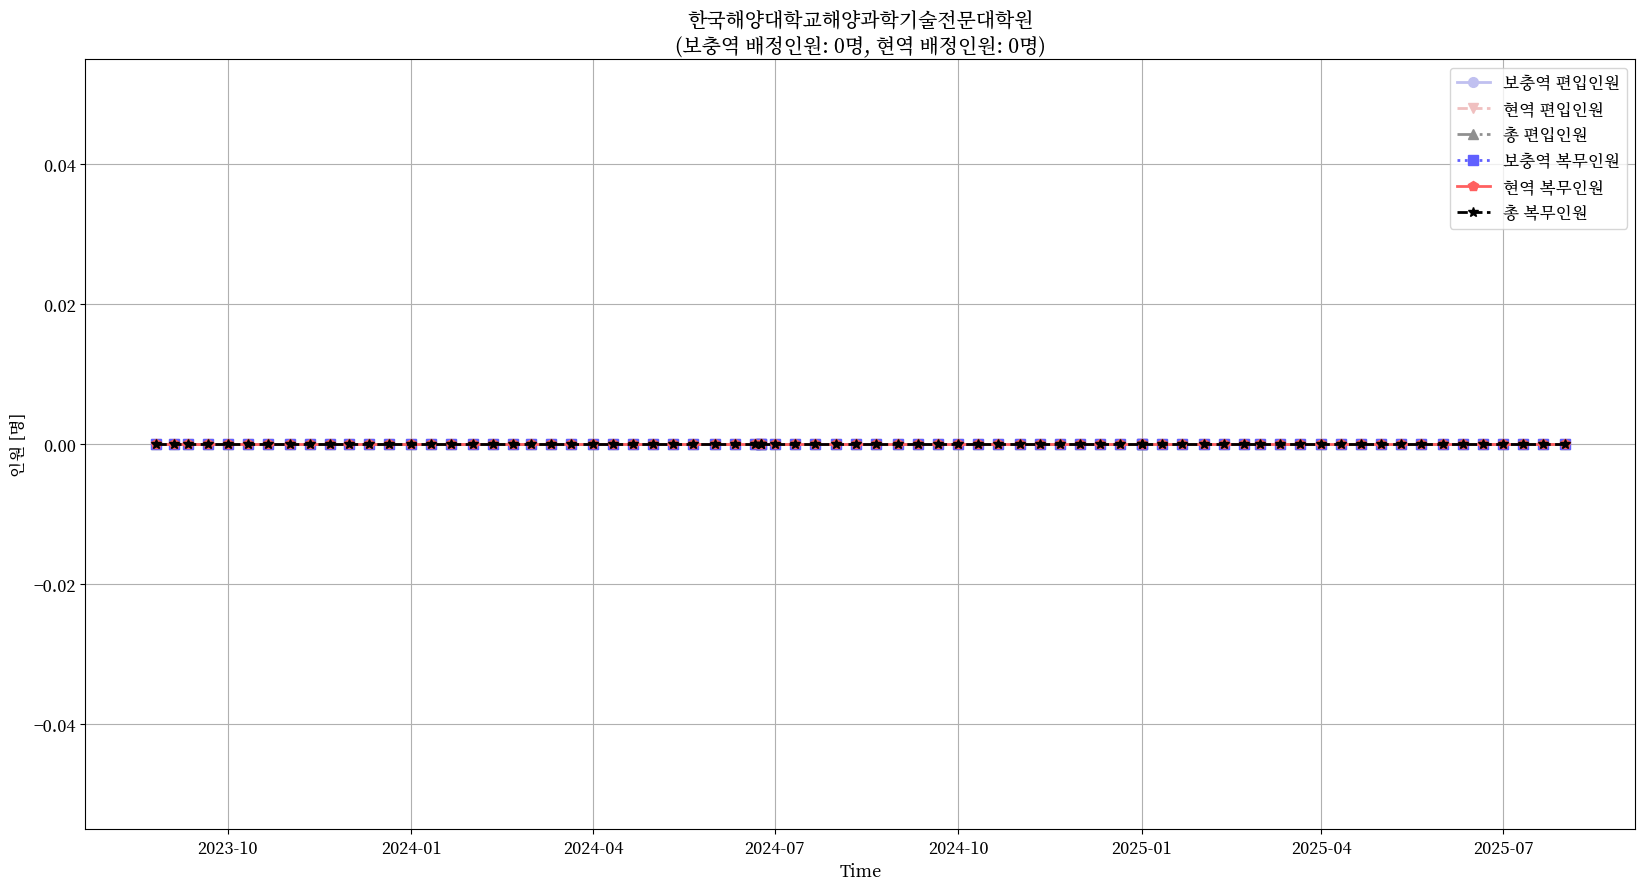 한국해양대학교해양과학기술전문대학원
(보충역 배정인원: 0명, 현역 배정인원: 0명)
보충역 편입인원
현역 편입인원
총 편입인원
보충역 복무인원
현역 복무인원
총 복무인원
인원 [명]
0.04
0.02
0.00
−0.02
−0.04
2023-10
2024-01
2024-04
2024-07
2024-10
2025-01
2025-04
2025-07
Time